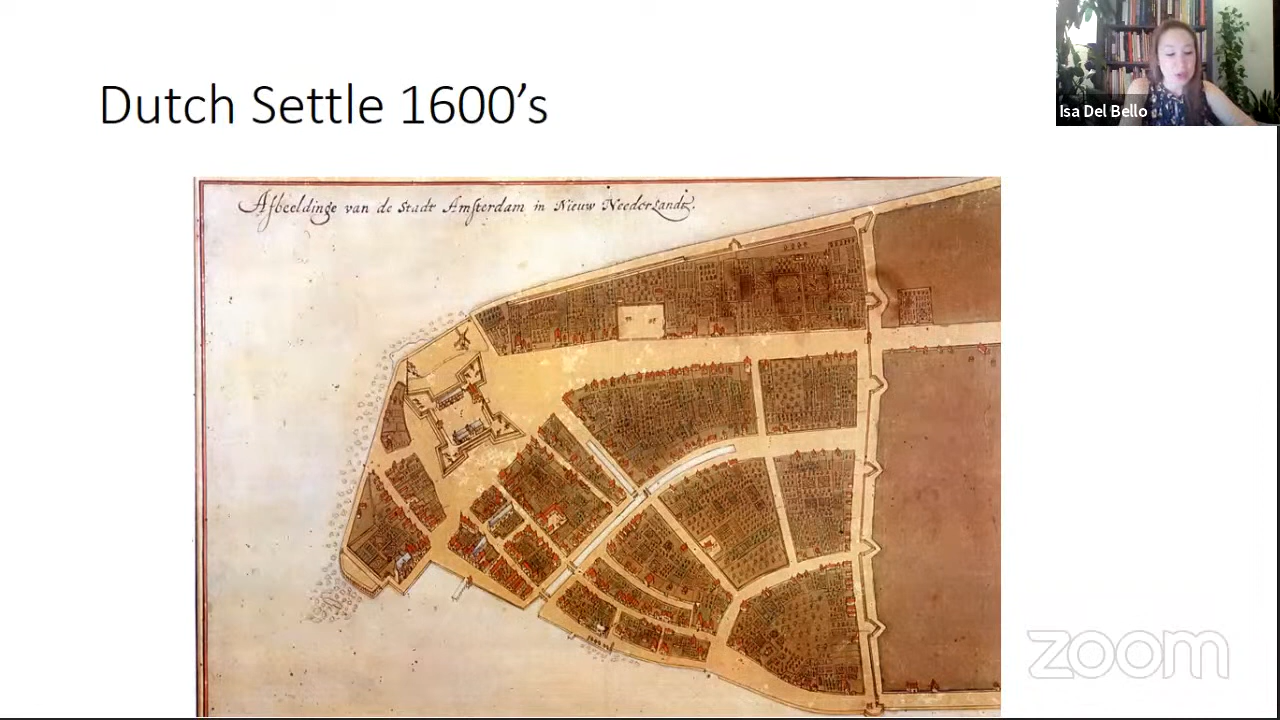 Dutch Settle 1600's
Isa Del Bello
Afbeeldinge van de Stadt Amsterdam in Nieuw Neederlandt.
zoom